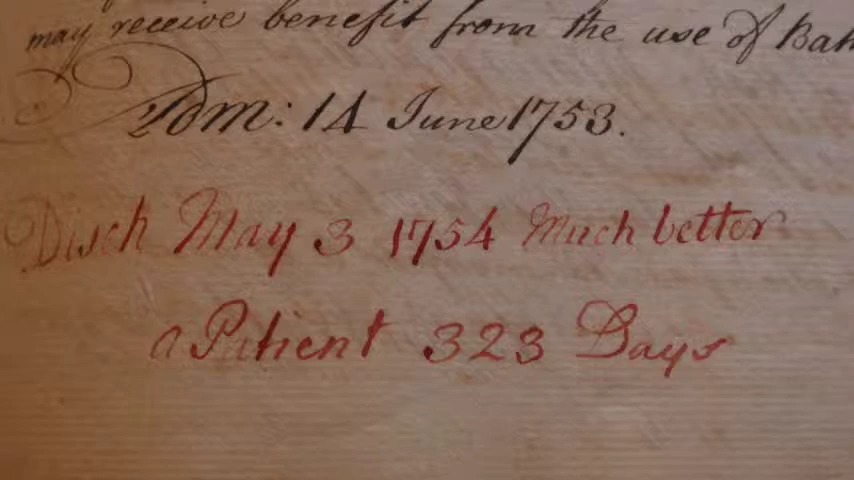 may receive benefit from the use of Bath
Adm: 14 June 1753.
Disch May 3 1754 Much better
a Patient 323 Days